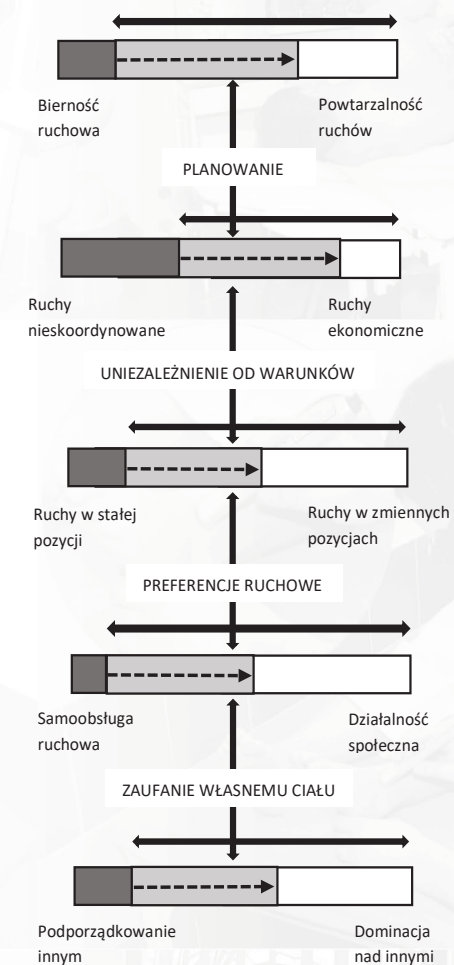 Bierność
ruchowa
Powtarzalność
ruchów
PLANOWANIE
Ruchy
nieskoordynowane
Ruchy
ekonomiczne
UNIEZALEŻNIENIE OD WARUNKÓW
Ruchy w stałej
pozycji
Ruchy w zmiennych
pozycjach
PREFERENCJE RUCHOWE
Samoobsługa
ruchowa
Działalność
społeczna
ZAUFANIE WŁASNEMU CIAŁU
Podporządkowanie
innym
Dominacja
nad innymi